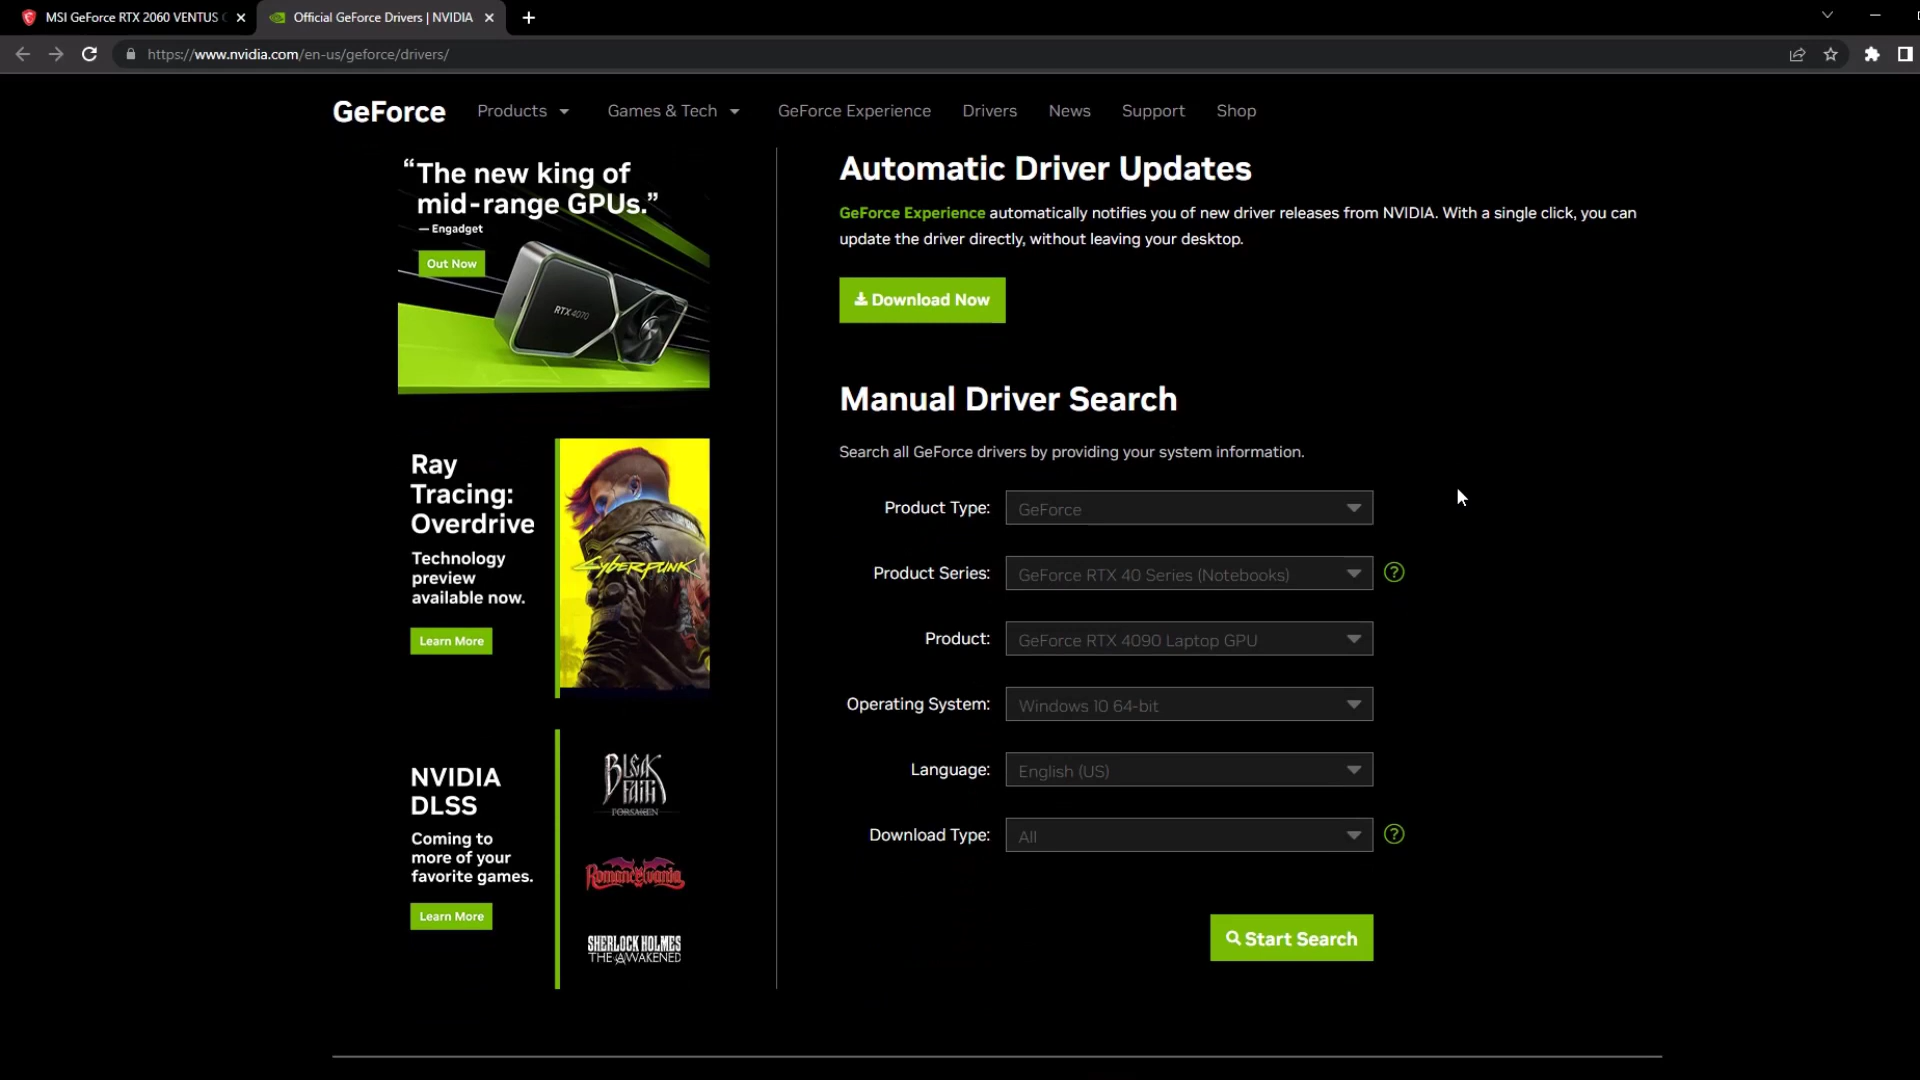 MSI GeForce RTX 2060 VENTUS
Official GeForce Drivers | NVIDIA
https://www.nvidia.com/en-us/geforce/drivers/
GeForce
Products
Games & Tech
GeForce Experience
Drivers
News
Support
Shop
“The new king of
mid-range GPUs.”
— Engadget
Out Now
RTX 4070
Ray
Tracing:
Overdrive
Technology
preview
available now.
Learn More
Cyberpunk
NVIDIA
DLSS
Coming to
more of your
favorite games.
Learn More
BLEAK
FAITH
FORSAKEN
Romancelvania
SHERLOCK HOLMES
THE AWAKENED
Automatic Driver Updates
GeForce Experience automatically notifies you of new driver releases from NVIDIA. With a single click, you can
update the driver directly, without leaving your desktop.
Download Now
Manual Driver Search
Search all GeForce drivers by providing your system information.
Product Type: GeForce
Product Series: GeForce RTX 40 Series (Notebooks) ?
Product: GeForce RTX 4090 Laptop GPU
Operating System: Windows 10 64-bit
Language: English (US)
Download Type: All ?
Start Search